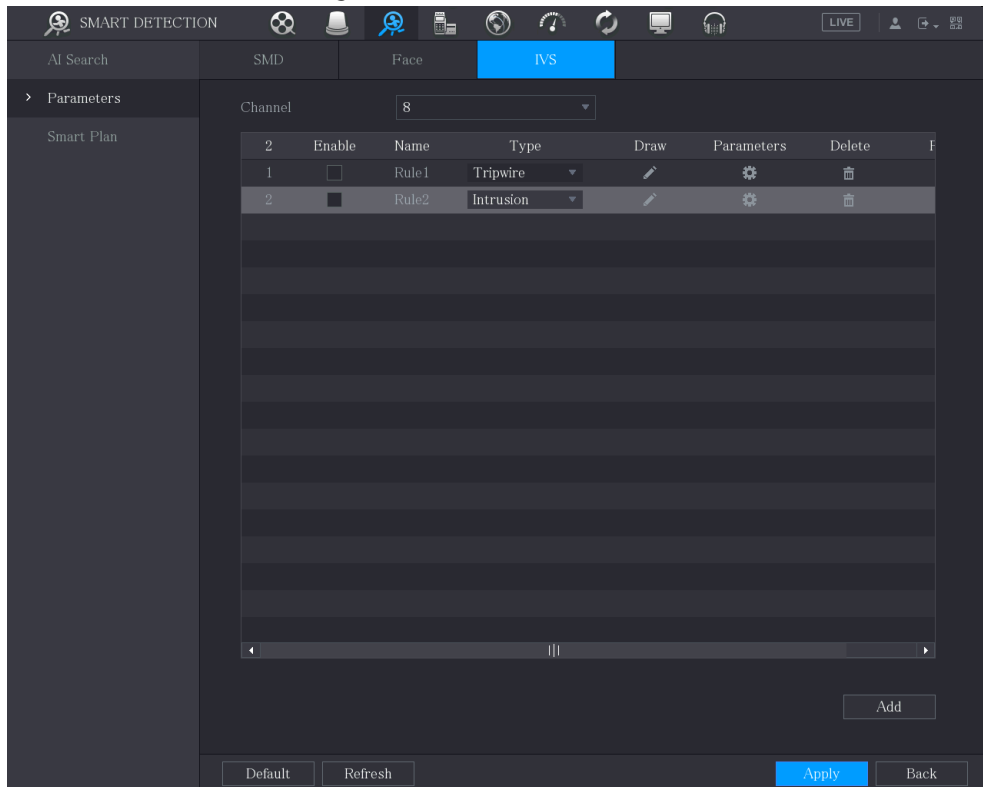 SMART DETECTION LIVE
AI Search SMD Face IVS
Parameters
Channel 8
Smart Plan
2 Enable Name Type Draw Parameters Delete
1 Rule1 Tripwire
2 Rule2 Intrusion
Add
Default Refresh Apply Back